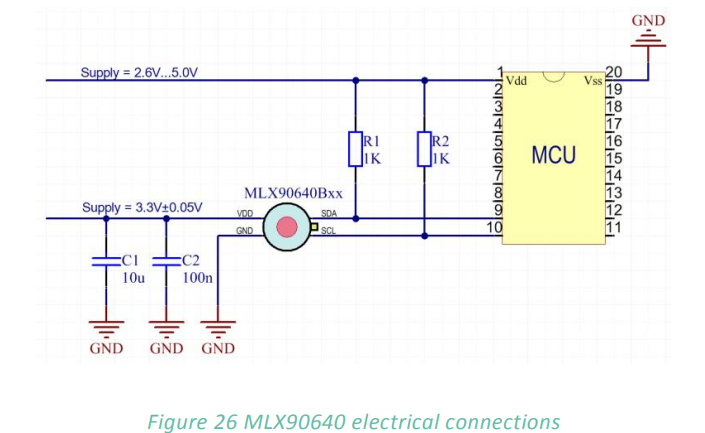 GND
Supply = 2.6V...5.0V
1 Vdd Vss 20
2 19
3 18
4 17
5 16
6 15
7 14
8 13
9 12
10 11
MCU
R1
1K
R2
1K
MLX90640Bxx
Supply = 3.3V±0.05V
VDD SDA
GND SCL
C1
10u
C2
100n
GND GND GND
Figure 26 MLX90640 electrical connections